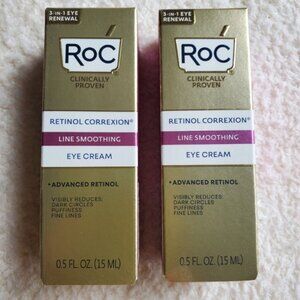 3-IN-1 EYE
RENEWAL
RoC
CLINICALLY
PROVEN
RETINOL CORREXION®
LINE SMOOTHING
EYE CREAM
• ADVANCED RETINOL
VISIBLY REDUCES:
DARK CIRCLES
PUFFINESS
FINE LINES
0.5 FL. OZ. (15 ML)
3-IN-1 EYE
RENEWAL
RoC
CLINICALLY
PROVEN
RETINOL CORREXION®
LINE SMOOTHING
EYE CREAM
• ADVANCED RETINOL
VISIBLY REDUCES:
DARK CIRCLES
PUFFINESS
FINE LINES
0.5 FL. OZ. (15 ML)